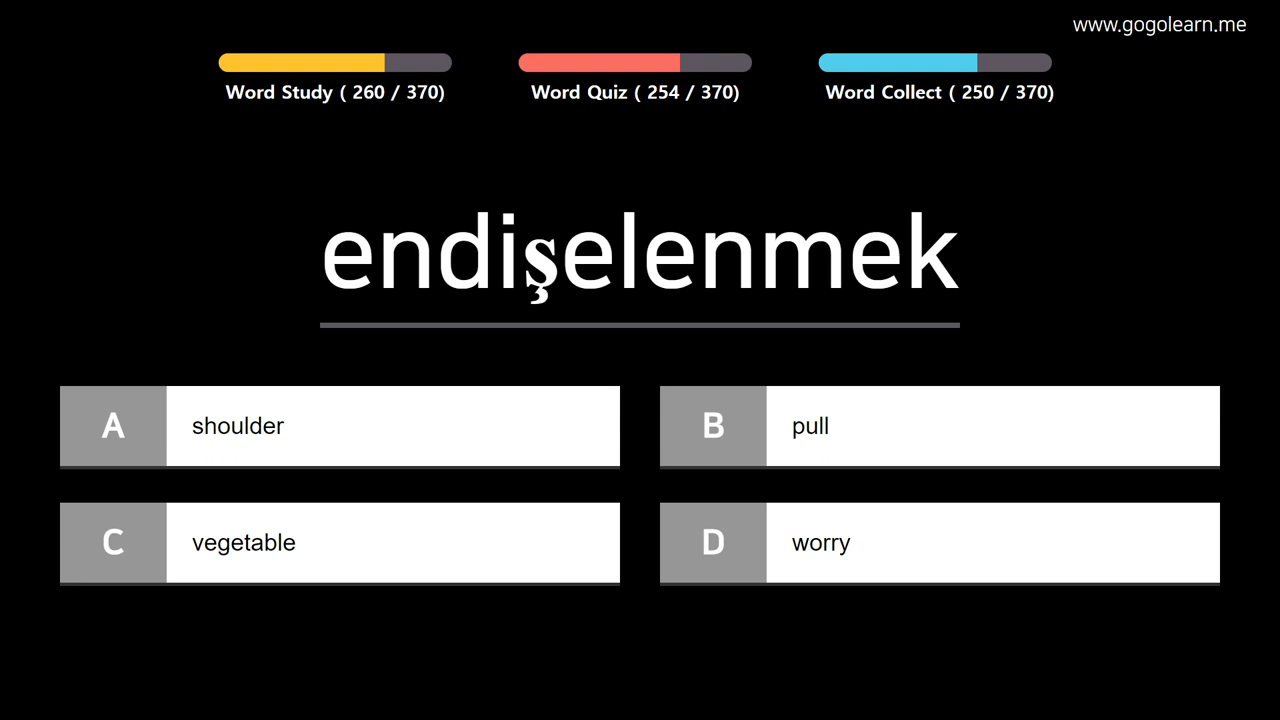 www.gogolearn.me
Word Study ( 260 / 370)
Word Quiz ( 254 / 370)
Word Collect ( 250 / 370)
endişelenmek
A shoulder
B pull
C vegetable
D worry